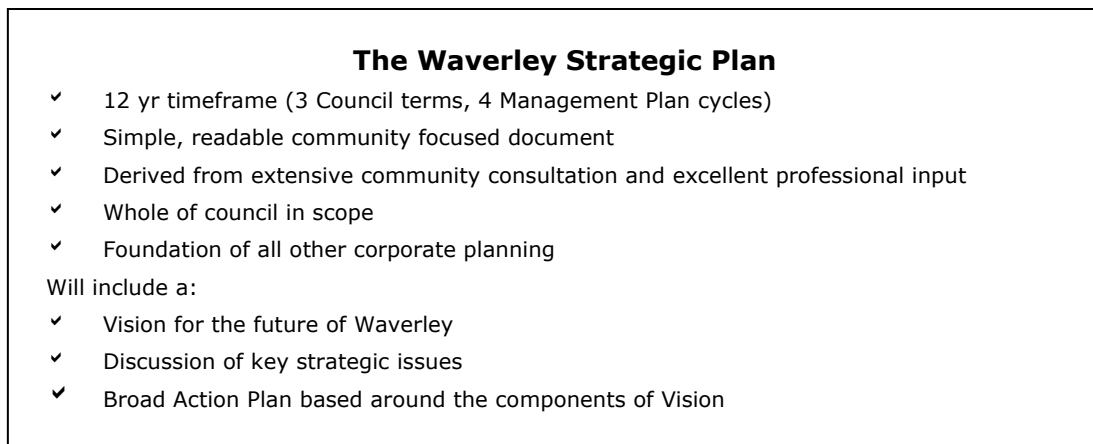 The Waverley Strategic Plan
✓ 12 yr timeframe (3 Council terms, 4 Management Plan cycles)
✓ Simple, readable community focused document
✓ Derived from extensive community consultation and excellent professional input
✓ Whole of council in scope
✓ Foundation of all other corporate planning
Will include a:
✓ Vision for the future of Waverley
✓ Discussion of key strategic issues
✓ Broad Action Plan based around the components of Vision